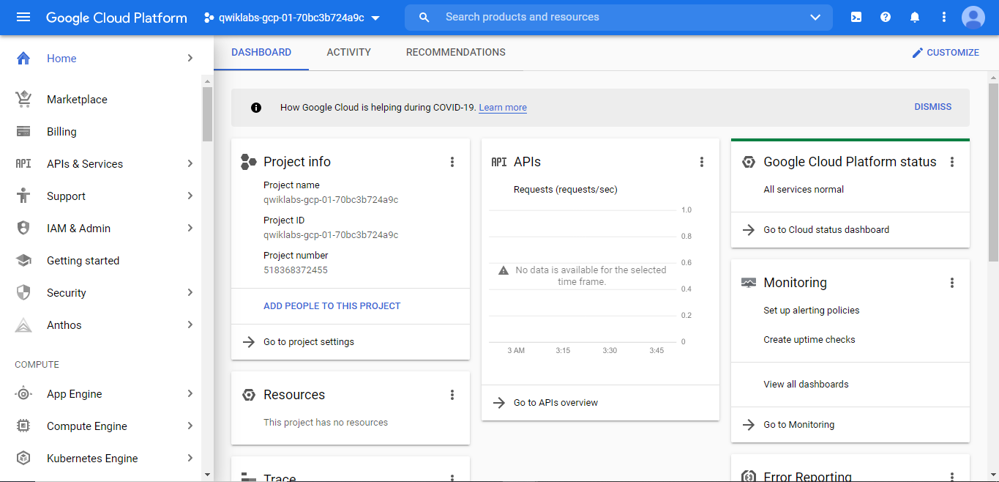 Google Cloud Platform
qwiklabs-gcp-01-70bc3b724a9c
Search products and resources
Home
Marketplace
Billing
API
APIs & Services
Support
IAM & Admin
Getting started
Security
Anthos
COMPUTE
App Engine
Compute Engine
Kubernetes Engine
DASHBOARD
ACTIVITY
RECOMMENDATIONS
CUSTOMIZE
How Google Cloud is helping during COVID-19. Learn more
DISMISS
Project info
Project name
qwiklabs-gcp-01-70bc3b724a9c
Project ID
qwiklabs-gcp-01-70bc3b724a9c
Project number
518368372455
ADD PEOPLE TO THIS PROJECT
Go to project settings
Resources
This project has no resources
Trace
API APIs
Requests (requests/sec)
1.0
0.8
0.6
No data is available for the selected
time frame.
0.4
0.2
0
3 AM 3:15 3:30 3:45
Go to APIs overview
Google Cloud Platform status
All services normal
Go to Cloud status dashboard
Monitoring
Set up alerting policies
Create uptime checks
View all dashboards
Go to Monitoring
Error Reporting